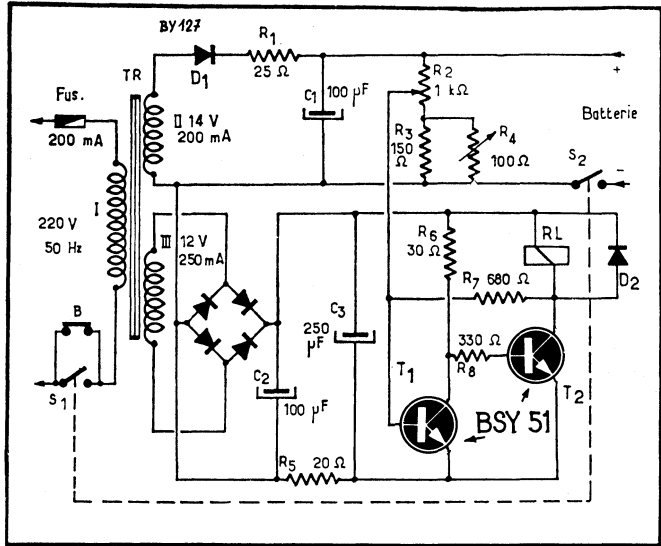 BY 127
D1
R1
25 Ω
TR
Fus.
200 mA
II 14 V
200 mA
C1
100 µF
R2
1 kΩ
R3
150 Ω
R4
100 Ω
+
Batterie
S2
−
I
220 V
50 Hz
III 12 V
250 mA
B
S1
C2
100 µF
C3
250 µF
R5
20 Ω
R6
30 Ω
R7 680 Ω
RL
D2
330 Ω
R8
T1
T2
BSY 51